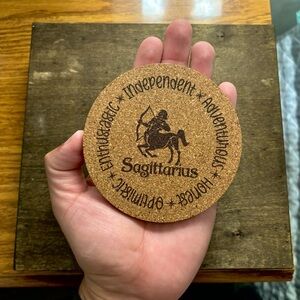 Independent * Adventurous * Honest * Optimistic * Enthusiastic *
Sagittarius